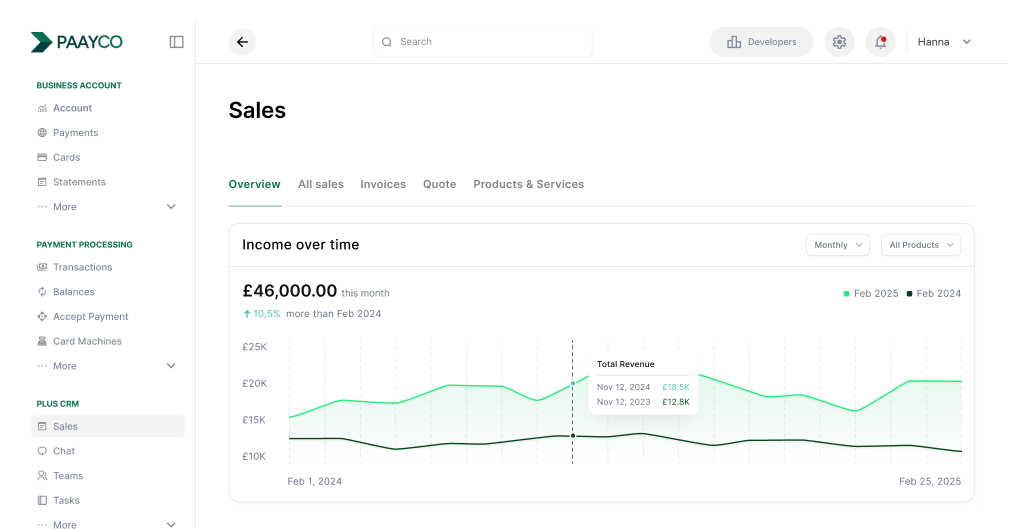 PAAYCO
Search
Developers
Hanna
BUSINESS ACCOUNT
Account
Payments
Cards
Statements
More
PAYMENT PROCESSING
Transactions
Balances
Accept Payment
Card Machines
More
PLUS CRM
Sales
Chat
Teams
Tasks
More
Sales
Overview All sales Invoices Quote Products & Services
Income over time
Monthly
All Products
£46,000.00 this month
10,5% more than Feb 2024
Feb 2025 Feb 2024
£25K
£20K
£15K
£10K
Total Revenue
Nov 12, 2024 £18.5K
Nov 12, 2023 £12.8K
Feb 1, 2024
Feb 25, 2025